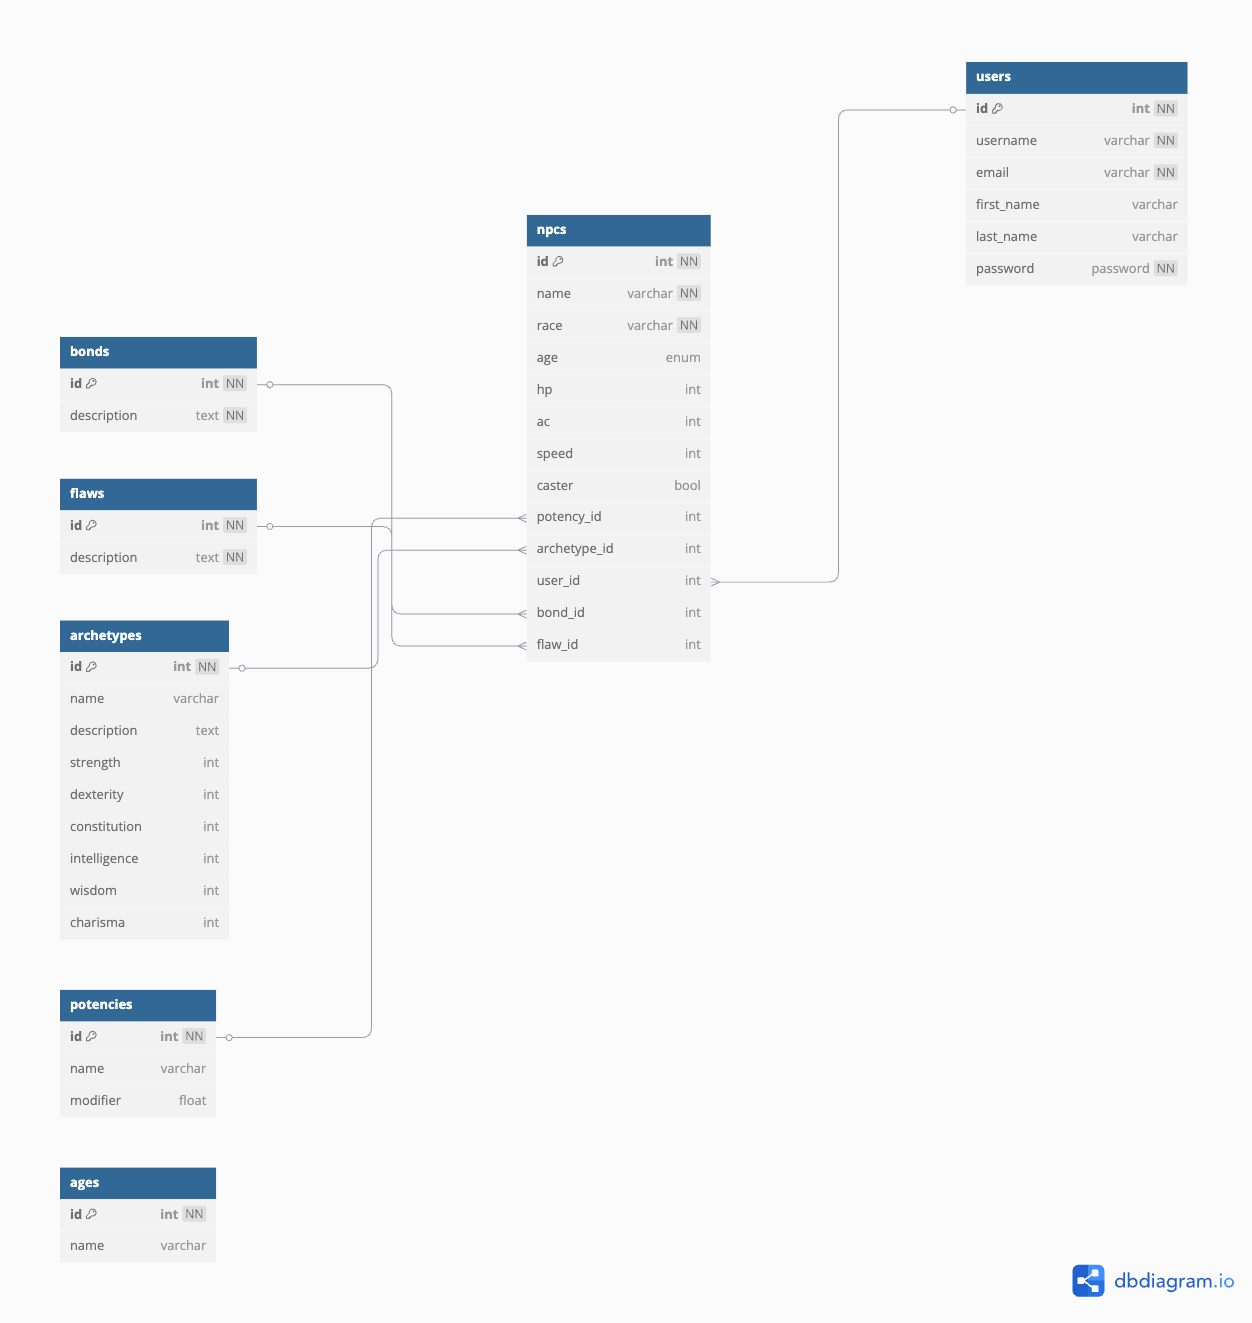 users
id int NN
username varchar NN
email varchar NN
first_name varchar
last_name varchar
password password NN
npcs
id int NN
name varchar NN
race varchar NN
age enum
hp int
ac int
speed int
caster bool
potency_id int
archetype_id int
user_id int
bond_id int
flaw_id int
bonds
id int NN
description text NN
flaws
id int NN
description text NN
archetypes
id int NN
name varchar
description text
strength int
dexterity int
constitution int
intelligence int
wisdom int
charisma int
potencies
id int NN
name varchar
modifier float
ages
id int NN
name varchar
dbdiagram.io